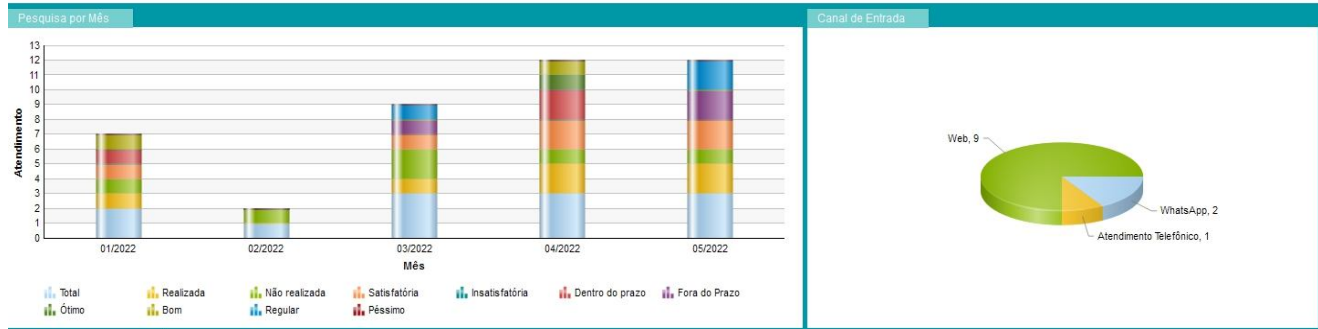 Pesquisa por Mês
Canal de Entrada
13
12
11
10
9
8
7
6
5
4
3
2
1
0
Atendimento
01/2022 02/2022 03/2022 04/2022 05/2022
Mês
Total Realizada Não realizada Satisfatória Insatisfatória Dentro do prazo Fora do Prazo
Ótimo Bom Regular Péssimo
Web, 9
WhatsApp, 2
Atendimento Telefônico, 1